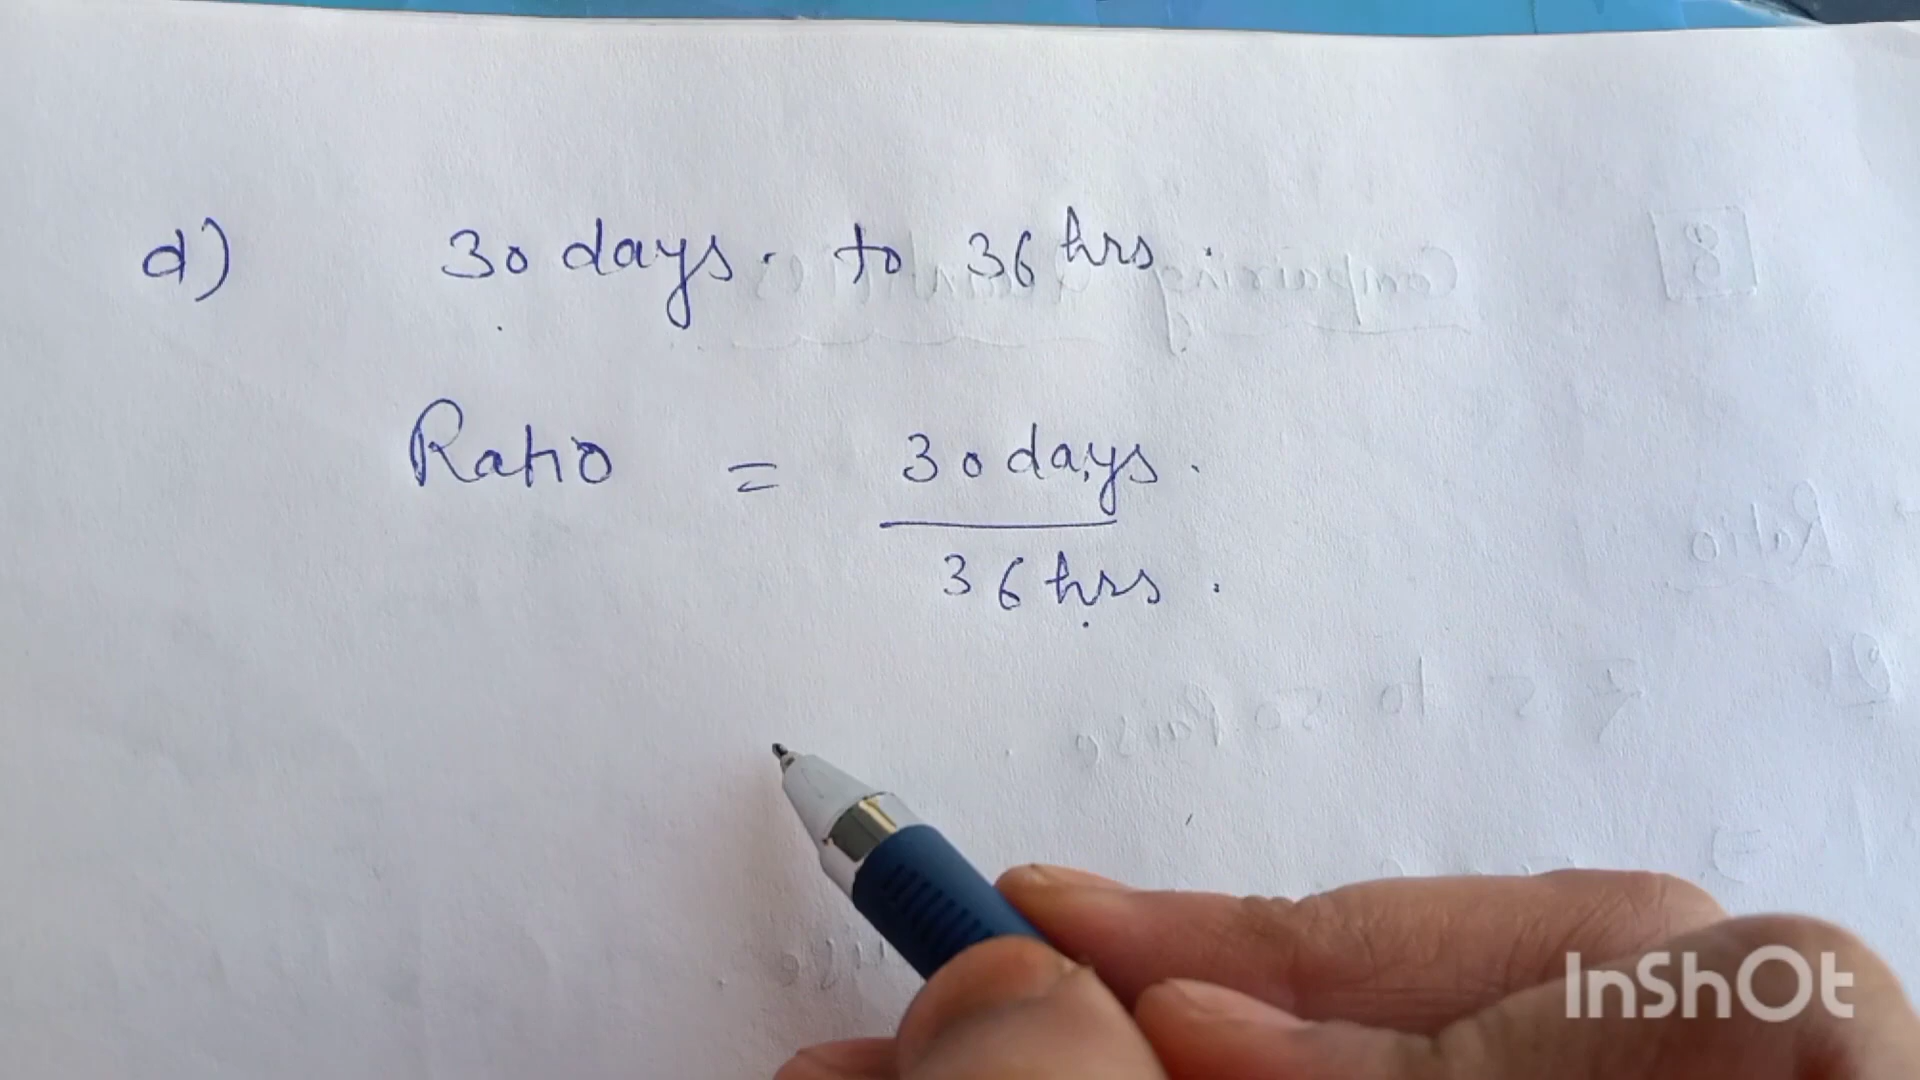 d) 30 days. to 36 hrs.
Ratio = 30 days.
36 hrs.
InShOt